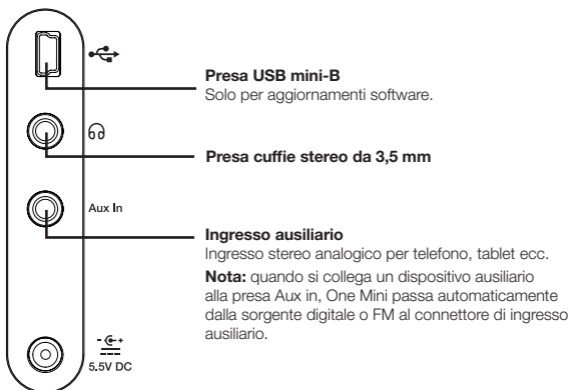 Presa USB mini-B
Solo per aggiornamenti software.
Presa cuffie stereo da 3,5 mm
Aux In
Ingresso ausiliario
Ingresso stereo analogico per telefono, tablet ecc.
Nota: quando si collega un dispositivo ausiliario
alla presa Aux in, One Mini passa automaticamente
dalla sorgente digitale o FM al connettore di ingresso
ausiliario.
5.5V DC